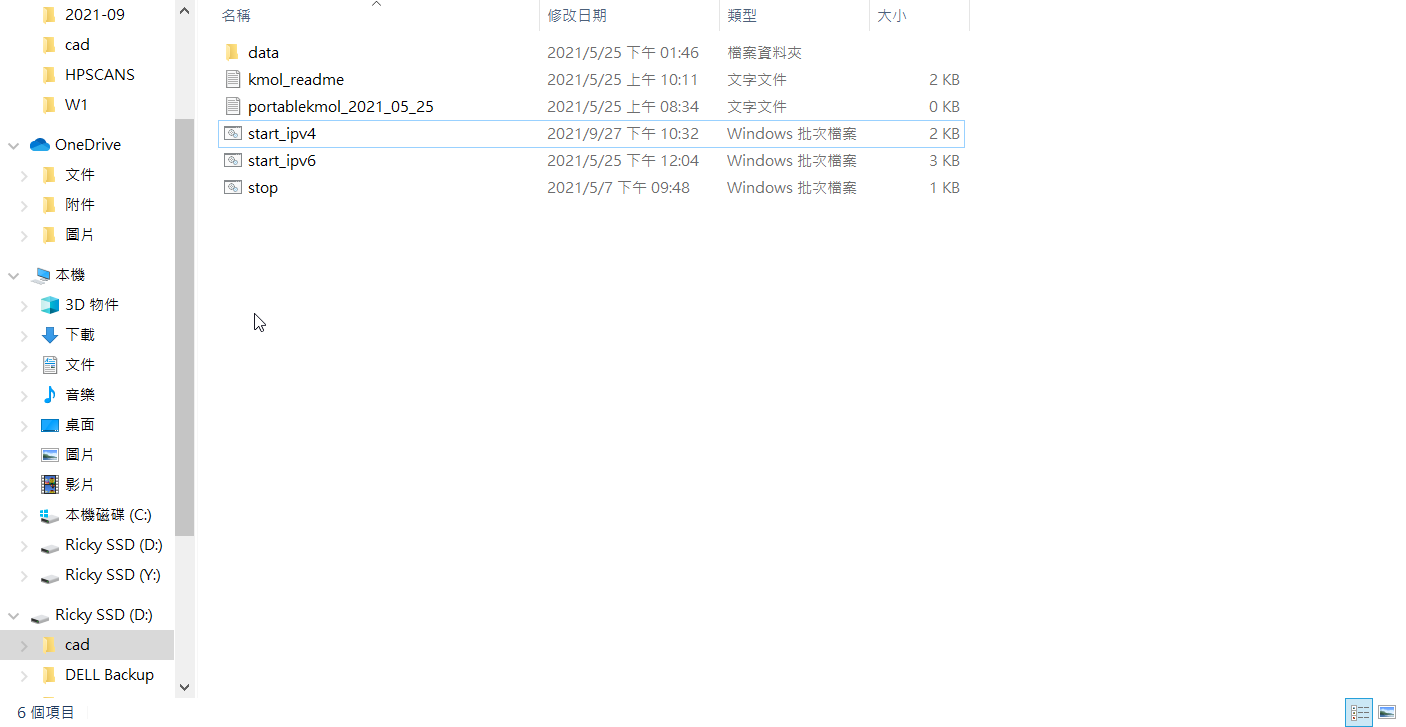 2021-09
cad
HPSCANS
W1
OneDrive
文件
附件
圖片
本機
3D 物件
下載
文件
音樂
桌面
圖片
影片
本機磁碟 (C:)
Ricky SSD (D:)
Ricky SSD (Y:)
Ricky SSD (D:)
cad
DELL Backup
名稱 修改日期 類型 大小
data 2021/5/25 下午 01:46 檔案資料夾
kmol_readme 2021/5/25 上午 10:11 文字文件 2 KB
portablekmol_2021_05_25 2021/5/25 上午 08:34 文字文件 0 KB
start_ipv4 2021/9/27 下午 10:32 Windows 批次檔案 2 KB
start_ipv6 2021/5/25 下午 12:04 Windows 批次檔案 3 KB
stop 2021/5/7 下午 09:48 Windows 批次檔案 1 KB
6 個項目